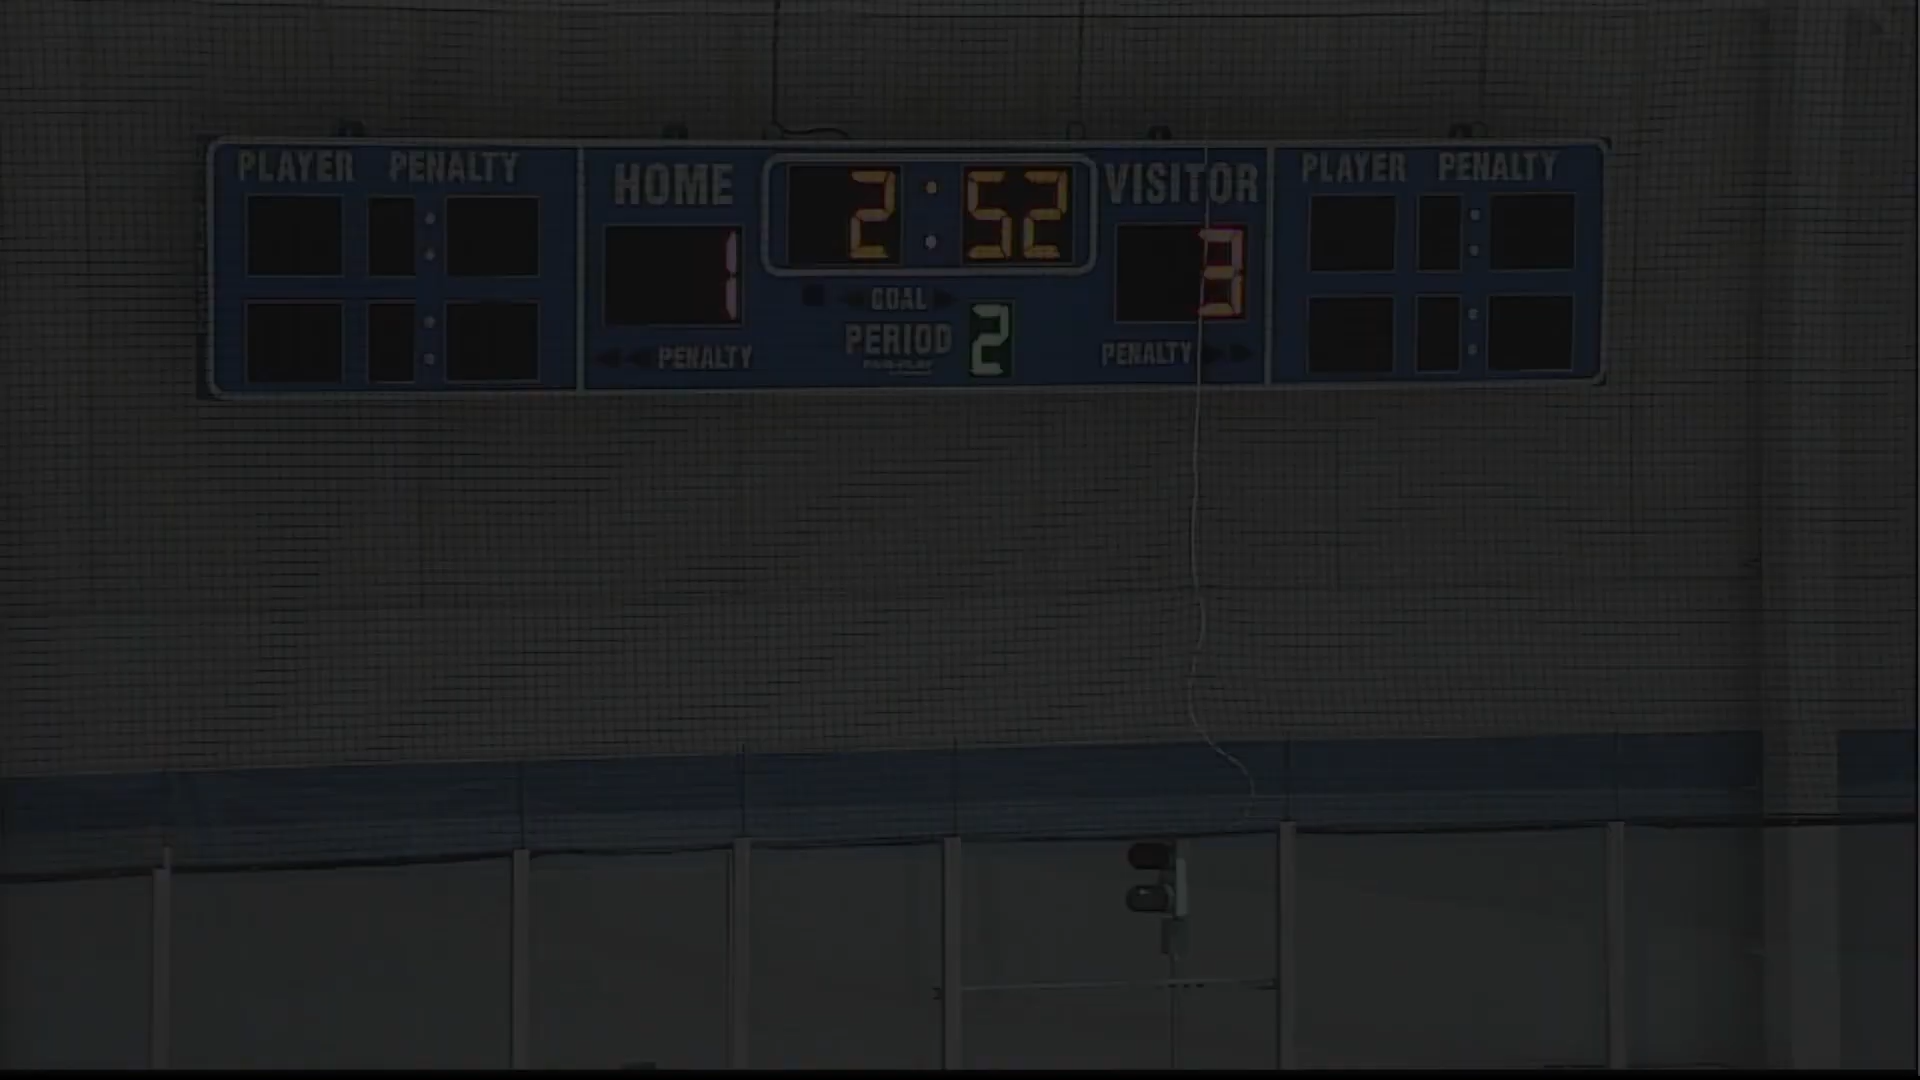 PLAYER PENALTY
HOME
2:52
VISITOR
PLAYER PENALTY
1
3
GOAL
PERIOD 2
PENALTY
PENALTY